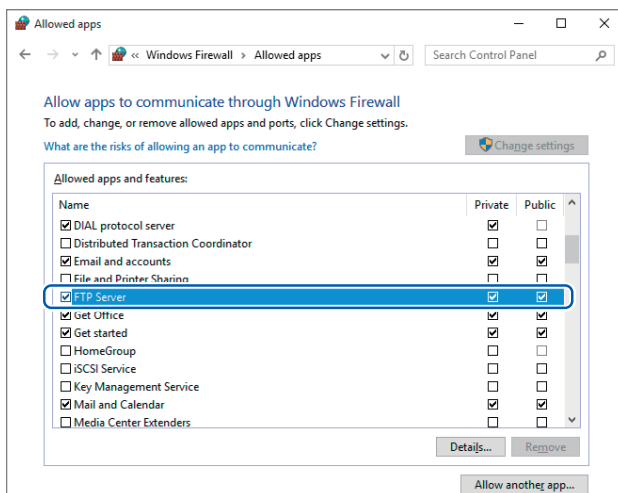 Allowed apps
« Windows Firewall > Allowed apps
Search Control Panel
Allow apps to communicate through Windows Firewall
To add, change, or remove allowed apps and ports, click Change settings.
What are the risks of allowing an app to communicate?
Change settings
Allowed apps and features:
Name Private Public
DIAL protocol server
Distributed Transaction Coordinator
Email and accounts
File and Printer Sharing
FTP Server
Get Office
Get started
HomeGroup
iSCSI Service
Key Management Service
Mail and Calendar
Media Center Extenders
Details... Remove
Allow another app...